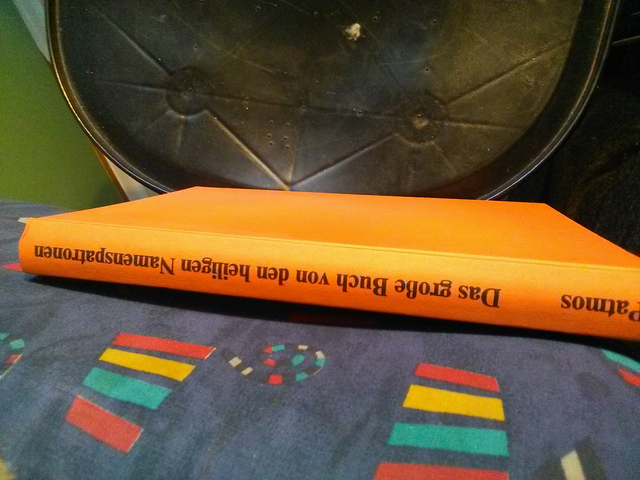 Patmos Das große Buch von den heiligen Namenspatronen